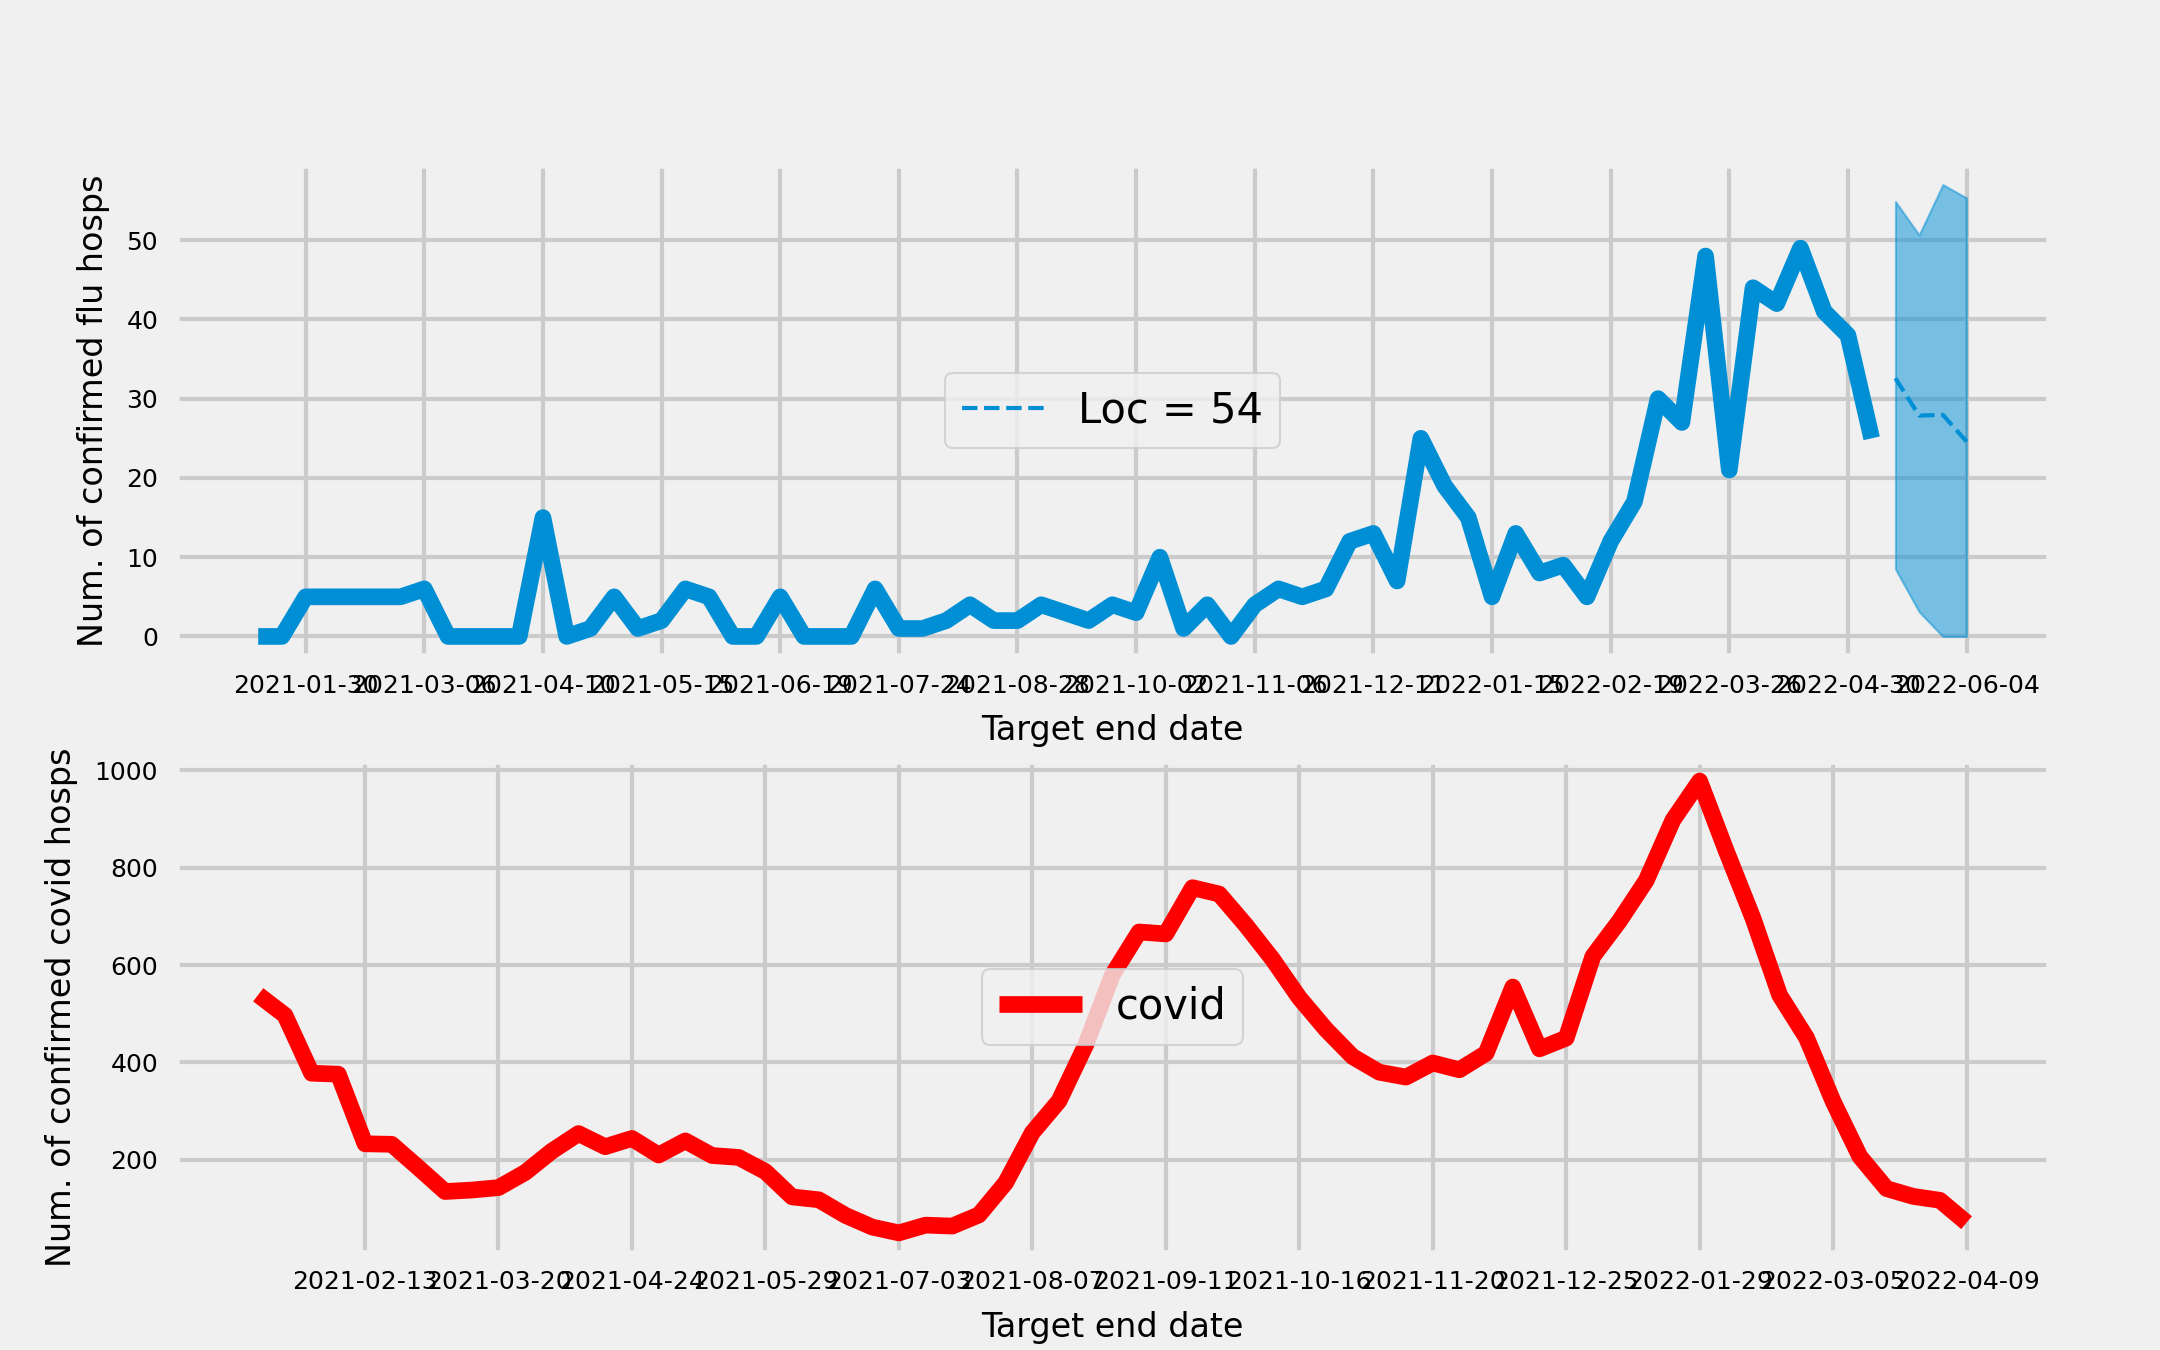 Num. of confirmed flu hosps
50
40
30
20
10
0
Loc = 54
2021-01-30 2021-03-06 2021-04-10 2021-05-15 2021-06-19 2021-07-24 2021-08-28 2021-10-02 2021-11-06 2021-12-11 2022-01-15 2022-02-19 2022-03-26 2022-04-30 2022-06-04
Target end date
Num. of confirmed covid hosps
1000
800
600
400
200
covid
2021-02-13 2021-03-20 2021-04-24 2021-05-29 2021-07-03 2021-08-07 2021-09-11 2021-10-16 2021-11-20 2021-12-25 2022-01-29 2022-03-05 2022-04-09
Target end date